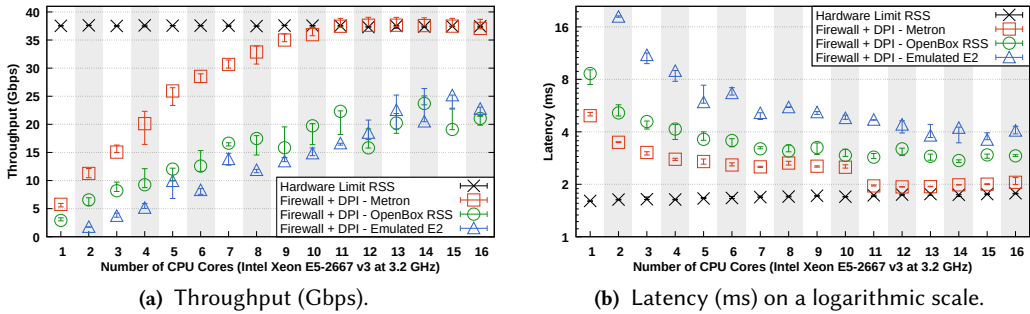 40
35
30
25
20
15
10
5
0
Throughput (Gbps)
Hardware Limit RSS
Firewall + DPI - Metron
Firewall + DPI - OpenBox RSS
Firewall + DPI - Emulated E2
1 2 3 4 5 6 7 8 9 10 11 12 13 14 15 16
Number of CPU Cores (Intel Xeon E5-2667 v3 at 3.2 GHz)
(a) Throughput (Gbps).
16
8
4
2
1
Latency (ms)
Hardware Limit RSS
Firewall + DPI - Metron
Firewall + DPI - OpenBox RSS
Firewall + DPI - Emulated E2
1 2 3 4 5 6 7 8 9 10 11 12 13 14 15 16
Number of CPU Cores (Intel Xeon E5-2667 v3 at 3.2 GHz)
(b) Latency (ms) on a logarithmic scale.